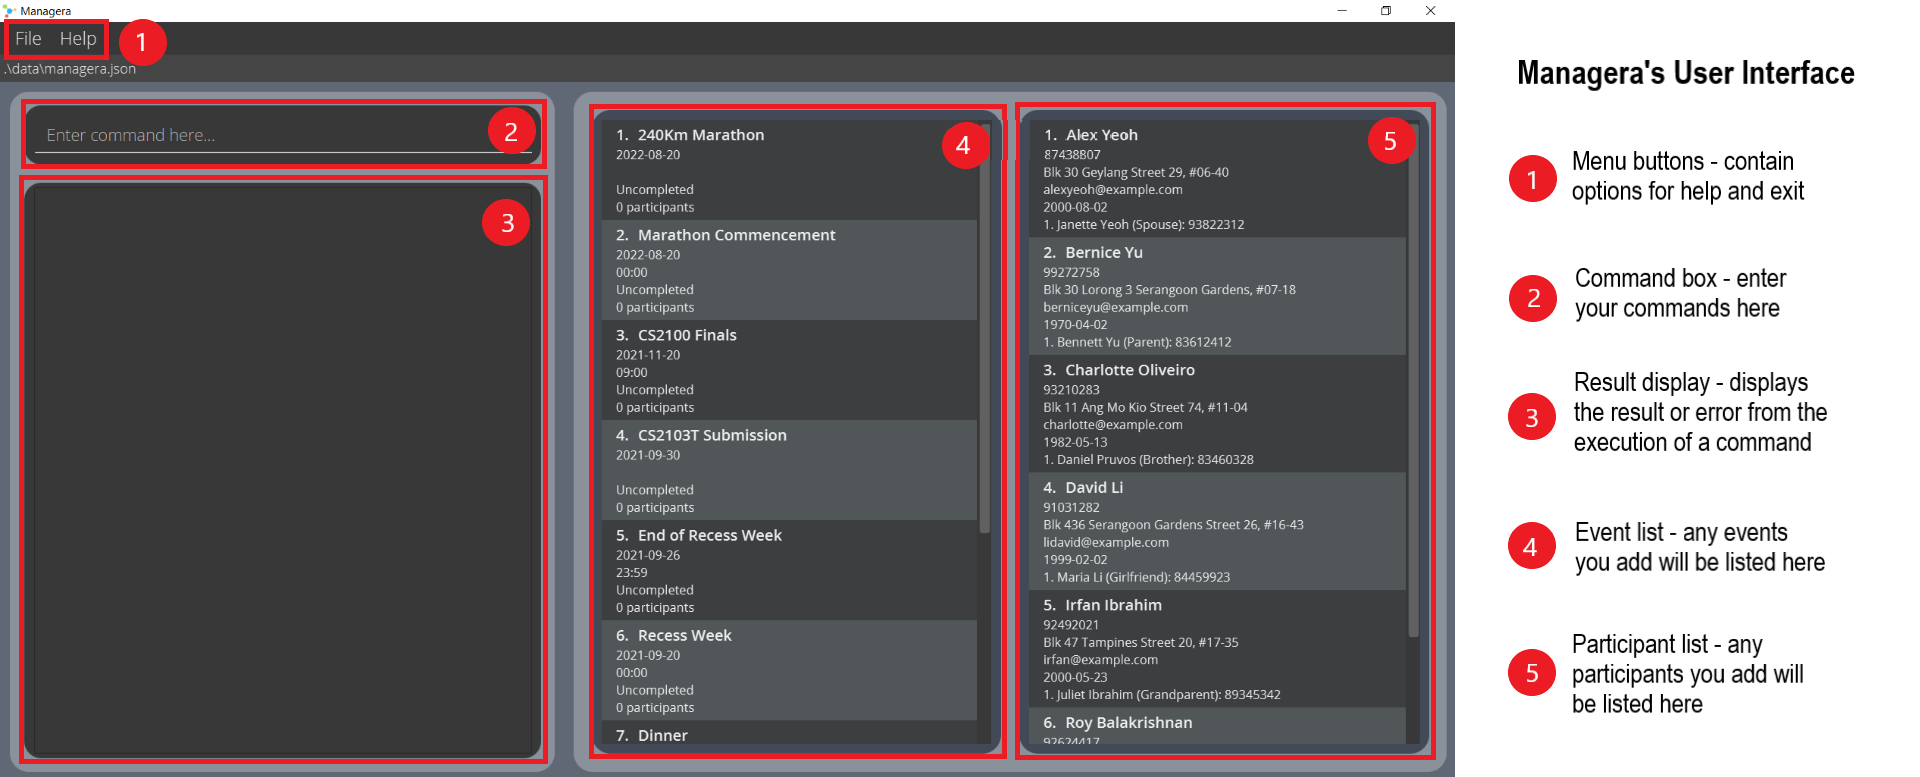 Managera
File Help
1
.\data\managera.json
Enter command here...
2
3
4
1. 240Km Marathon
2022-08-20
Uncompleted
0 participants
2. Marathon Commencement
2022-08-20
00:00
Uncompleted
0 participants
3. CS2100 Finals
2021-11-20
09:00
Uncompleted
0 participants
4. CS2103T Submission
2021-09-30
Uncompleted
0 participants
5. End of Recess Week
2021-09-26
23:59
Uncompleted
0 participants
6. Recess Week
2021-09-20
00:00
Uncompleted
0 participants
7. Dinner
5
1. Alex Yeoh
87438807
Blk 30 Geylang Street 29, #06-40
alexyeoh@example.com
2000-08-02
1. Janette Yeoh (Spouse): 93822312
2. Bernice Yu
99272758
Blk 30 Lorong 3 Serangoon Gardens, #07-18
berniceyu@example.com
1970-04-02
1. Bennett Yu (Parent): 83612412
3. Charlotte Oliveiro
93210283
Blk 11 Ang Mo Kio Street 74, #11-04
charlotte@example.com
1982-05-13
1. Daniel Pruvos (Brother): 83460328
4. David Li
91031282
Blk 436 Serangoon Gardens Street 26, #16-43
lidavid@example.com
1999-02-02
1. Maria Li (Girlfriend): 84459923
5. Irfan Ibrahim
92492021
Blk 47 Tampines Street 20, #17-35
irfan@example.com
2000-05-23
1. Juliet Ibrahim (Grandparent): 89345342
6. Roy Balakrishnan
92624417
Managera's User Interface
1
Menu buttons - contain
options for help and exit
2
Command box - enter
your commands here
3
Result display - displays
the result or error from the
execution of a command
4
Event list - any events
you add will be listed here
5
Participant list - any
participants you add will
be listed here